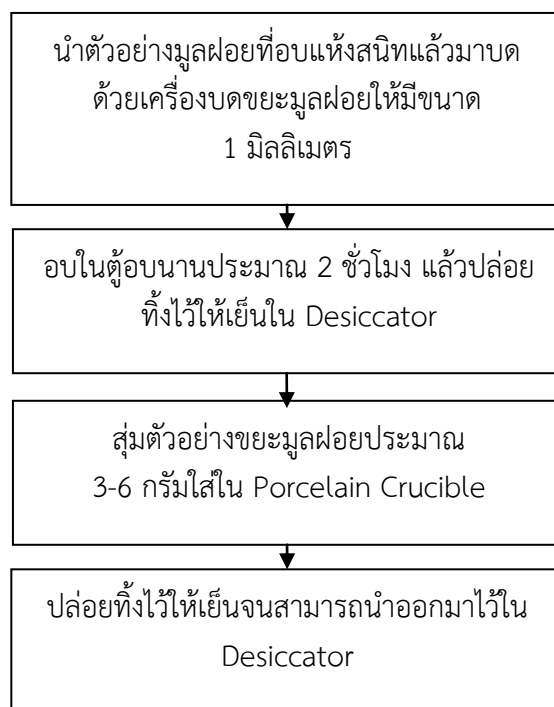 นำตัวอย่างมูลฝอยที่อบแห้งสนิทแล้วมาบด
ด้วยเครื่องบดขยะมูลฝอยให้มีขนาด
1 มิลลิเมตร
อบในตู้อบนานประมาณ 2 ชั่วโมง แล้วปล่อย
ทิ้งไว้ให้เย็นใน Desiccator
สุ่มตัวอย่างขยะมูลฝอยประมาณ
3-6 กรัมใส่ใน Porcelain Crucible
ปล่อยทิ้งไว้ให้เย็นจนสามารถนำออกมาไว้ใน
Desiccator